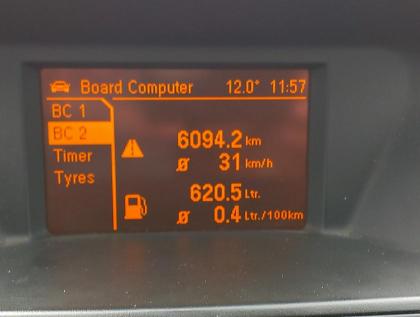 Board Computer 12.0° 11:57
BC 1
BC 2
Timer
Tyres
6094.2 km
Ø 31 km/h
620.5 Ltr.
Ø 0.4 Ltr./100km